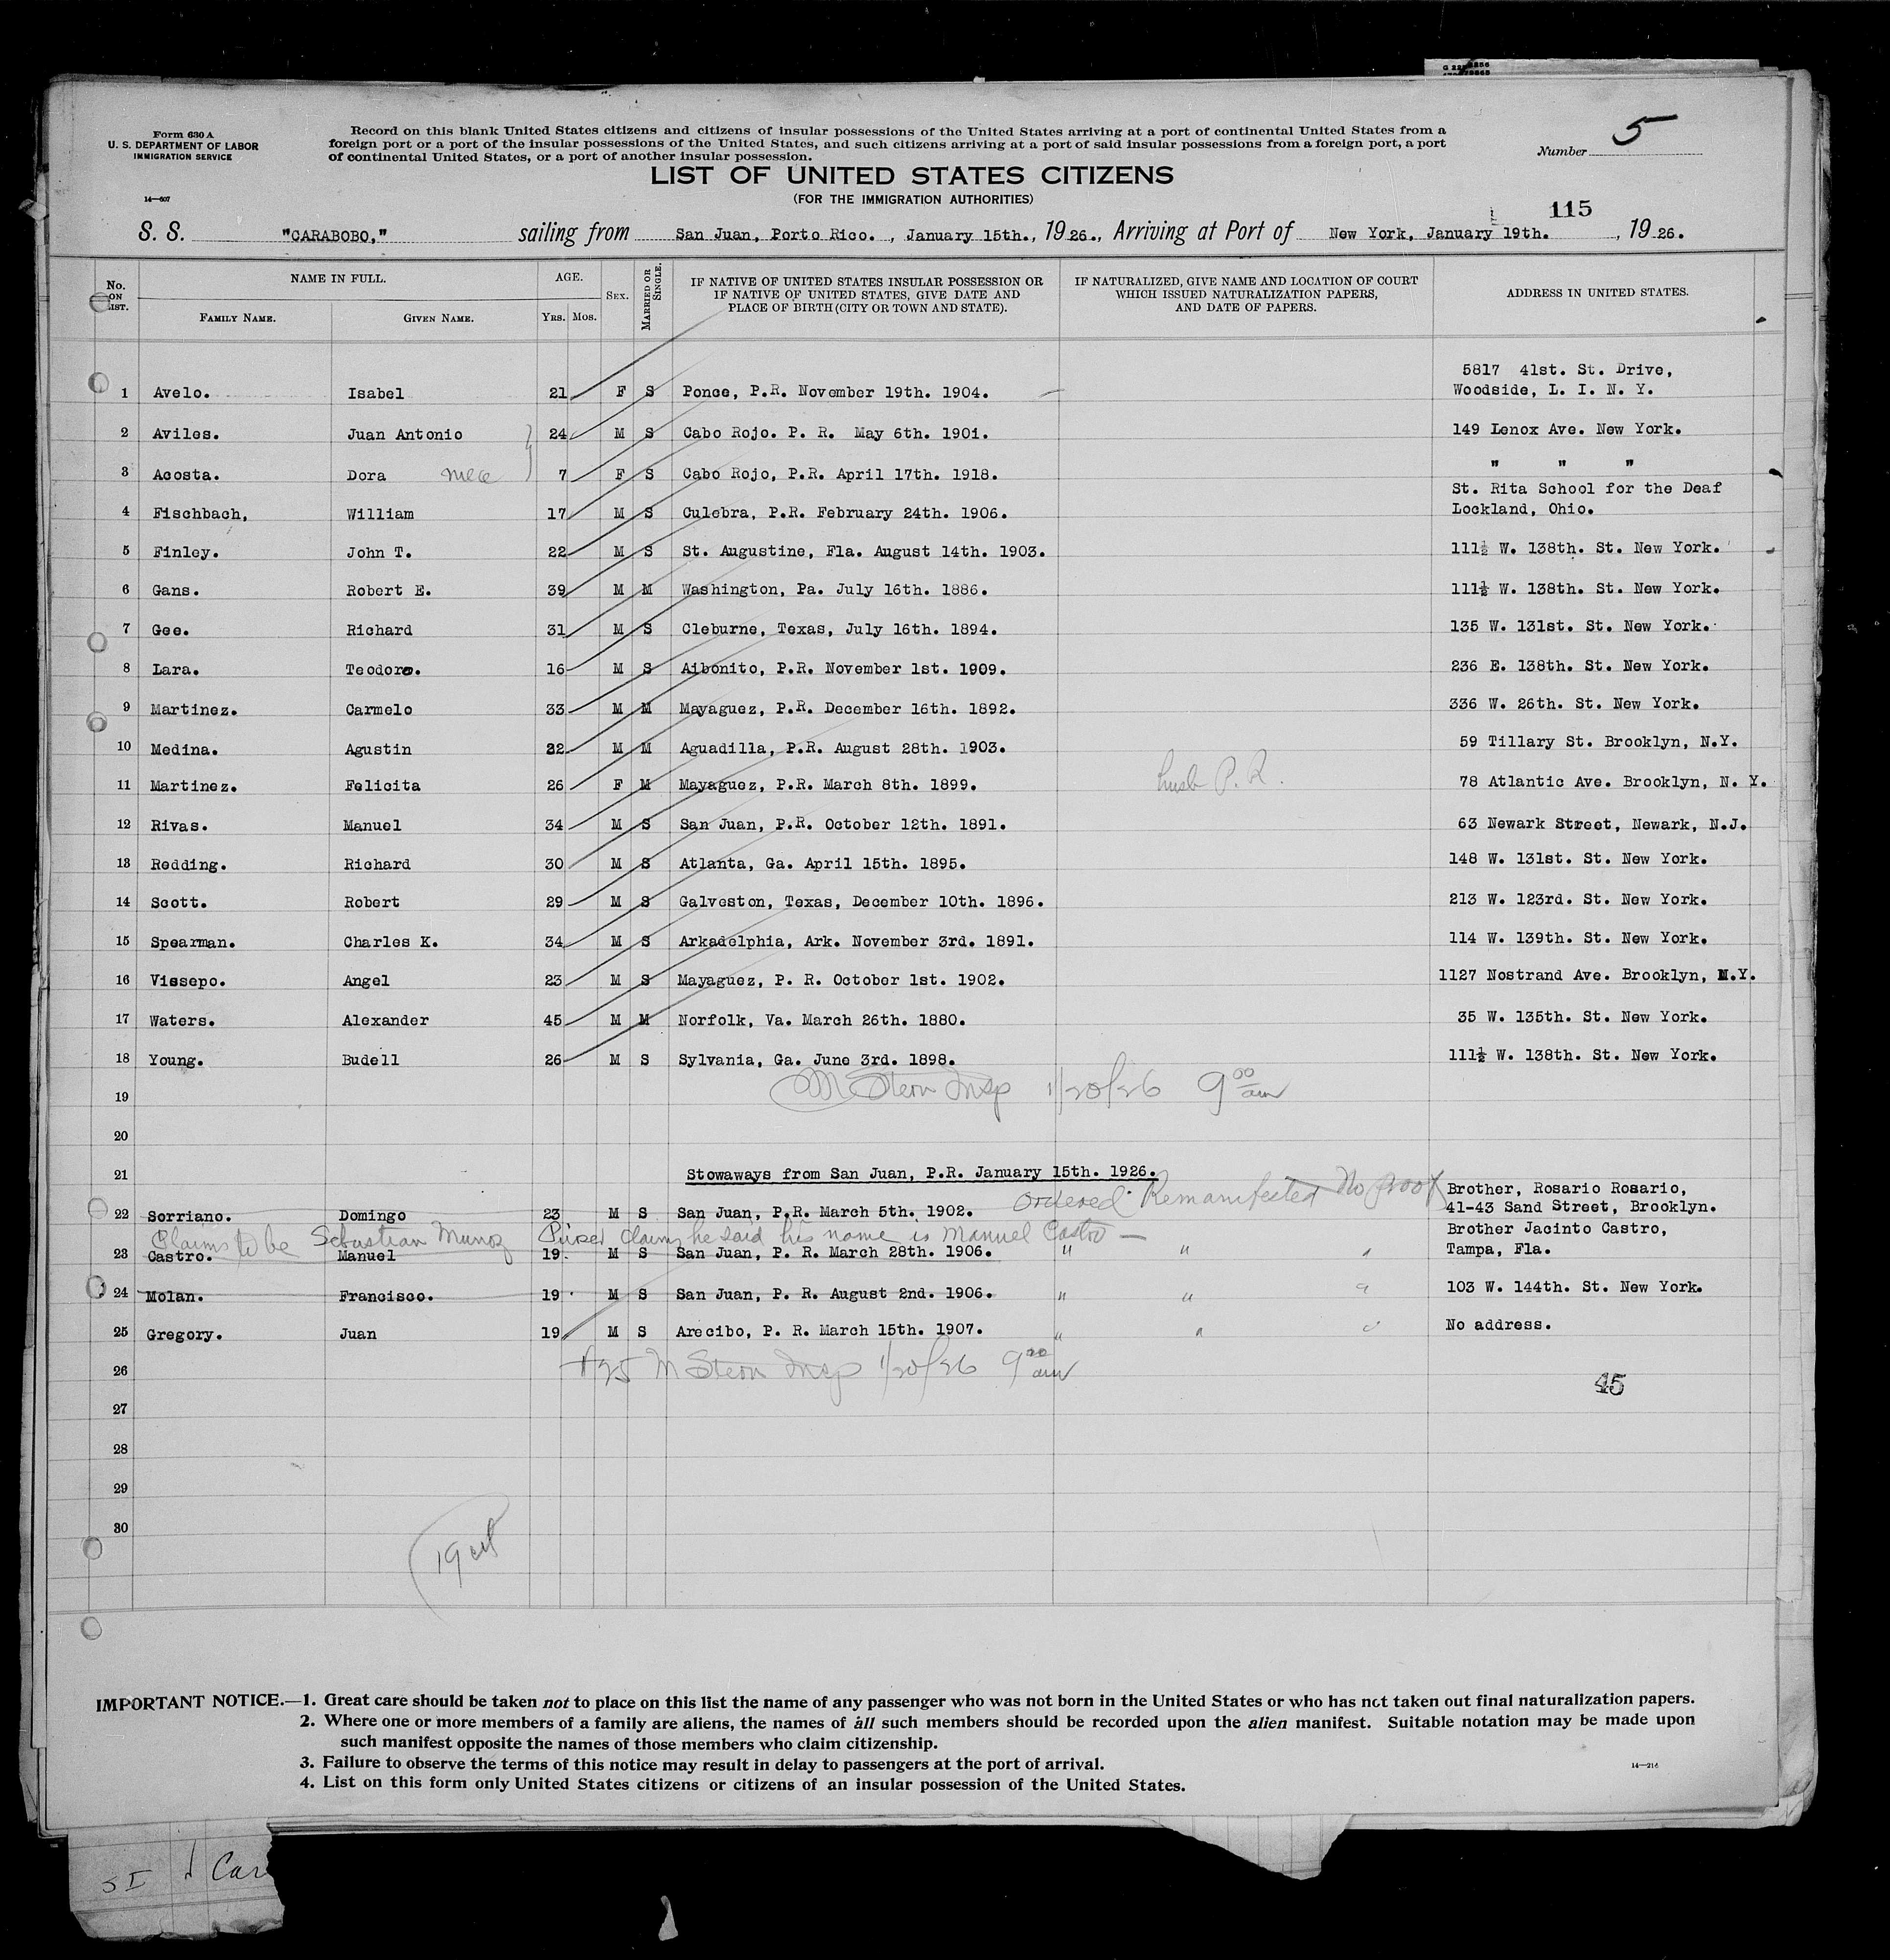 Form 630 A
U. S. DEPARTMENT OF LABOR
IMMIGRATION SERVICE
14—607
Record on this blank United States citizens and citizens of insular possessions of the United States arriving at a port of continental United States from a
foreign port or a port of the insular possessions of the United States, and such citizens arriving at a port of said insular possessions from a foreign port, a port
of continental United States, or a port of another insular possession.
Number 5
LIST OF UNITED STATES CITIZENS
(FOR THE IMMIGRATION AUTHORITIES)
115
S. S. "CARABOBO," sailing from San Juan, Porto Rico. , January 15th., 1926., Arriving at Port of New York, January 19th. , 1926.
No. ON LIST. NAME IN FULL. AGE. SEX. MARRIED OR SINGLE. IF NATIVE OF UNITED STATES INSULAR POSSESSION OR IF NATIVE OF UNITED STATES, GIVE DATE AND PLACE OF BIRTH (CITY OR TOWN AND STATE). IF NATURALIZED, GIVE NAME AND LOCATION OF COURT WHICH ISSUED NATURALIZATION PAPERS, AND DATE OF PAPERS. ADDRESS IN UNITED STATES.
FAMILY NAME. GIVEN NAME. YRS. MOS.
5817 41st. St. Drive,
1 Avelo. Isabel 21 F S Ponce, P.R. November 19th. 1904. Woodside, L. I. N. Y.
2 Aviles. Juan Antonio 24 M S Cabo Rojo. P. R. May 6th. 1901. 149 Lenox Ave. New York.
3 Acosta. Dora niece 7 F S Cabo Rojo, P.R. April 17th. 1918. " " "
St. Rita School for the Deaf
4 Fischbach, William 17 M S Culebra, P.R. February 24th. 1906. Lockland, Ohio.
5 Finley. John T. 22 M S St. Augustine, Fla. August 14th. 1903. 111½ W. 138th. St. New York.
6 Gans. Robert E. 39 M M Washington, Pa. July 16th. 1886. 111½ W. 138th. St. New York.
7 Gee. Richard 31 M S Cleburne, Texas, July 16th. 1894. 135 W. 131st. St. New York.
8 Lara. Teodoro. 16 M S Aibonito, P.R. November 1st. 1909. 236 E. 138th. St. New York.
9 Martinez. Carmelo 33 M M Mayaguez, P.R. December 16th. 1892. 336 W. 26th. St. New York.
10 Medina. Agustin 22 M M Aguadilla, P.R. August 28th. 1903. 59 Tillary St. Brooklyn, N.Y.
11 Martinez. Felicita 26 F M Mayaguez, P.R. March 8th. 1899. husb P. R. 78 Atlantic Ave. Brooklyn, N. Y.
12 Rivas. Manuel 34 M S San Juan, P.R. October 12th. 1891. 63 Newark Street, Newark, N.J.
13 Redding. Richard 30 M S Atlanta, Ga. April 15th. 1895. 148 W. 131st. St. New York.
14 Scott. Robert 29 M S Galveston, Texas, December 10th. 1896. 213 W. 123rd. St. New York.
15 Spearman. Charles K. 34 M S Arkadelphia, Ark. November 3rd. 1891. 114 W. 139th. St. New York.
16 Vissepo. Angel 23 M S Mayaguez, P. R. October 1st. 1902. 1127 Nostrand Ave. Brooklyn, N.Y.
17 Waters. Alexander 45 M M Norfolk, Va. March 26th. 1880. 35 W. 135th. St. New York.
18 Young. Budell 26 M S Sylvania, Ga. June 3rd. 1898. 111½ W. 138th. St. New York.
M Stern Insp 1/20/26 9 00 am
19
20
21 Stowaways from San Juan, P.R. January 15th. 1926.
Ordered Remanifested No proof Brother, Rosario Rosario,
22 Sorriano. Domingo 23 M S San Juan, P.R. March 5th. 1902. 41-43 Sand Street, Brooklyn.
Claims to be Sebastian Munoz Purser claims he said his name is Manuel Castro — Brother Jacinto Castro,
23 Castro. Manuel 19. M S San Juan, P. R. March 28th. 1906. " " " Tampa, Fla.
24 Molan. Francisco. 19 M S San Juan, P. R. August 2nd. 1906. " " " 103 W. 144th. St. New York.
25 Gregory. Juan 19 M S Arecibo, P. R. March 15th. 1907. " " " No address.
#25 M Stern Insp 1/20/26 9 00 am
26
45
27
28
29
30
IMPORTANT NOTICE.—1. Great care should be taken not to place on this list the name of any passenger who was not born in the United States or who has not taken out final naturalization papers.
2. Where one or more members of a family are aliens, the names of all such members should be recorded upon the alien manifest. Suitable notation may be made upon
such manifest opposite the names of those members who claim citizenship.
3. Failure to observe the terms of this notice may result in delay to passengers at the port of arrival.
4. List on this form only United States citizens or citizens of an insular possession of the United States.
14—214